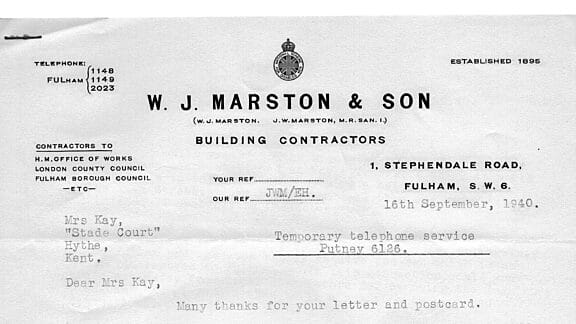 TELEPHONE:
FULHAM { 1148
1149
2023
ESTABLISHED 1895
W. J. MARSTON & SON
(W. J. MARSTON. J. W. MARSTON, M. R. SAN. I.)
BUILDING CONTRACTORS
CONTRACTORS TO
H. M. OFFICE OF WORKS
LONDON COUNTY COUNCIL
FULHAM BOROUGH COUNCIL
—ETC—
1, STEPHENDALE ROAD,
FULHAM, S. W. 6.
YOUR REF
OUR REF JWM/EH.
16th September, 1940.
Mrs Kay,
"Stade Court"
Hythe,
Kent.
Temporary telephone service
Putney 6126.
Dear Mrs Kay,
Many thanks for your letter and postcard.